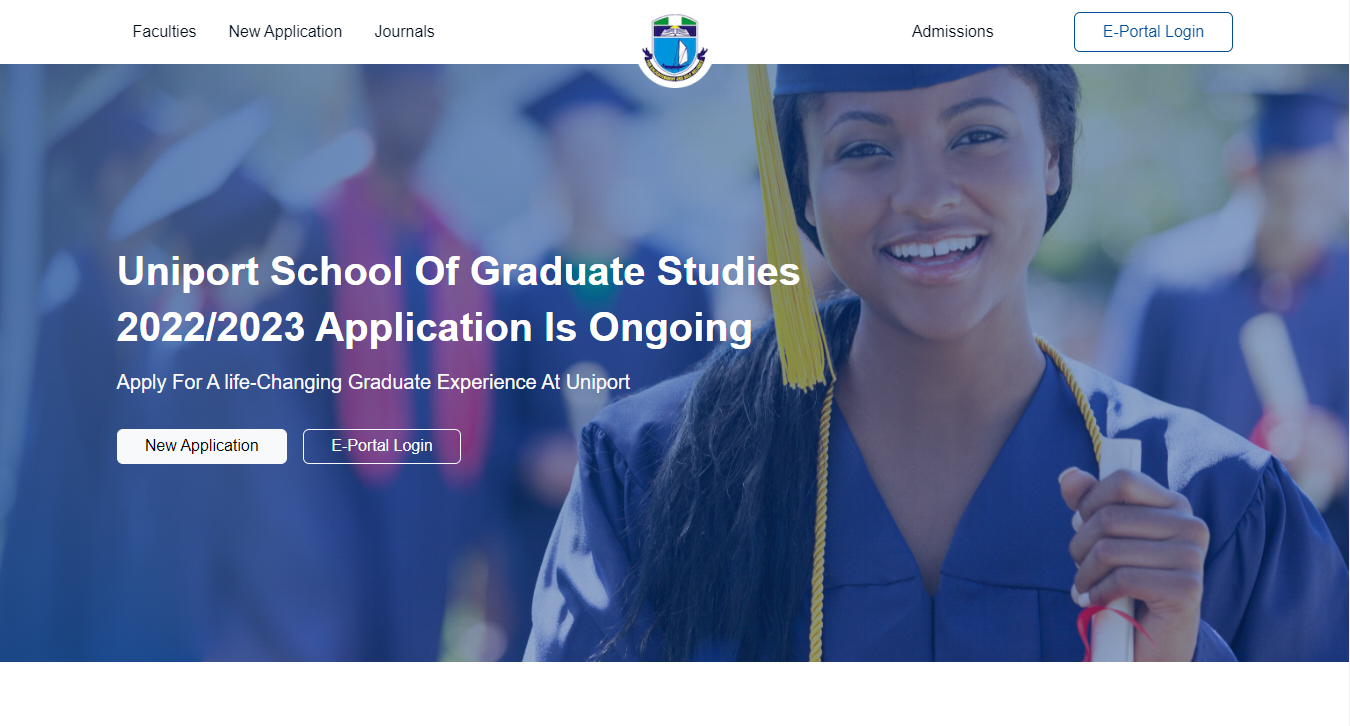 Faculties
New Application
Journals
Admissions
E-Portal Login
Uniport School Of Graduate Studies
2022/2023 Application Is Ongoing
Apply For A life-Changing Graduate Experience At Uniport
New Application
E-Portal Login